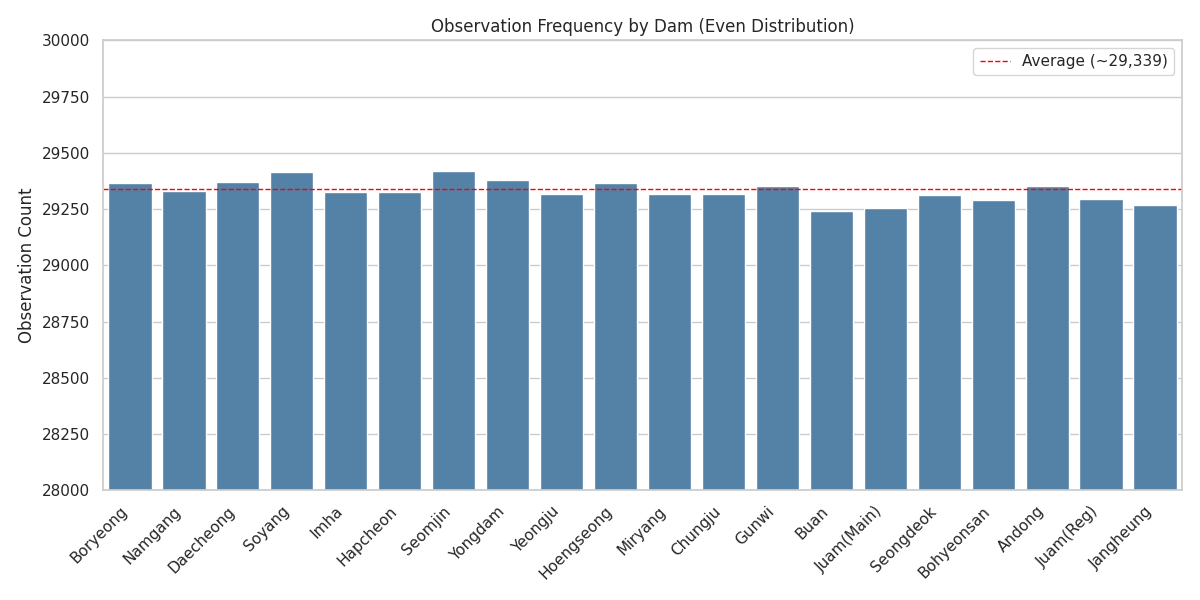 Observation Frequency by Dam (Even Distribution)
Average (~29,339)
Observation Count
30000
29750
29500
29250
29000
28750
28500
28250
28000
Boryeong
Namgang
Daecheong
Soyang
Imha
Hapcheon
Seomjin
Yongdam
Yeongju
Hoengseong
Miryang
Chungju
Gunwi
Buan
Juam(Main)
Seongdeok
Bohyeonsan
Andong
Juam(Reg)
Jangheung